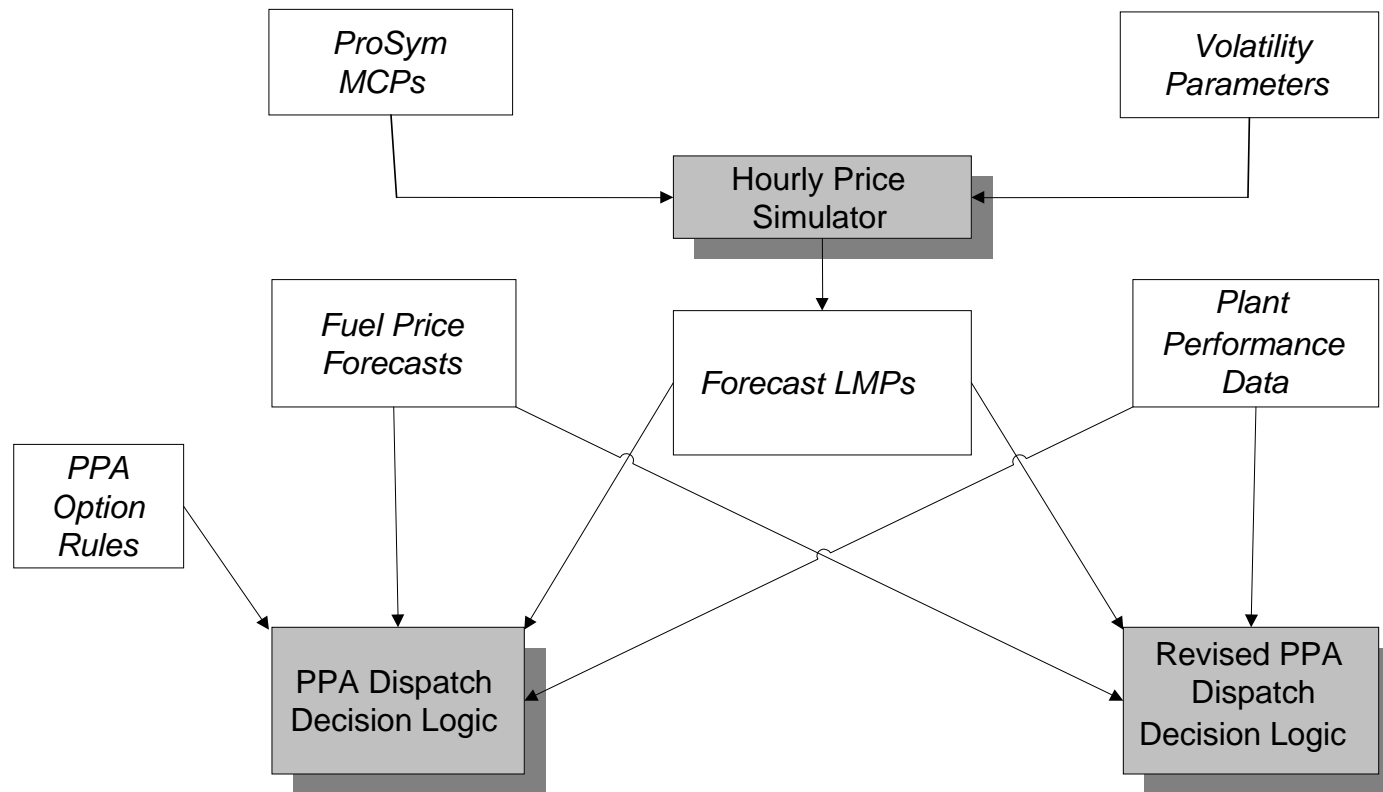 ProSym
MCPs
Volatility
Parameters
Hourly Price
Simulator
Fuel Price
Forecasts
Forecast LMPs
Plant
Performance
Data
PPA
Option
Rules
PPA Dispatch
Decision Logic
Revised PPA
Dispatch
Decision Logic